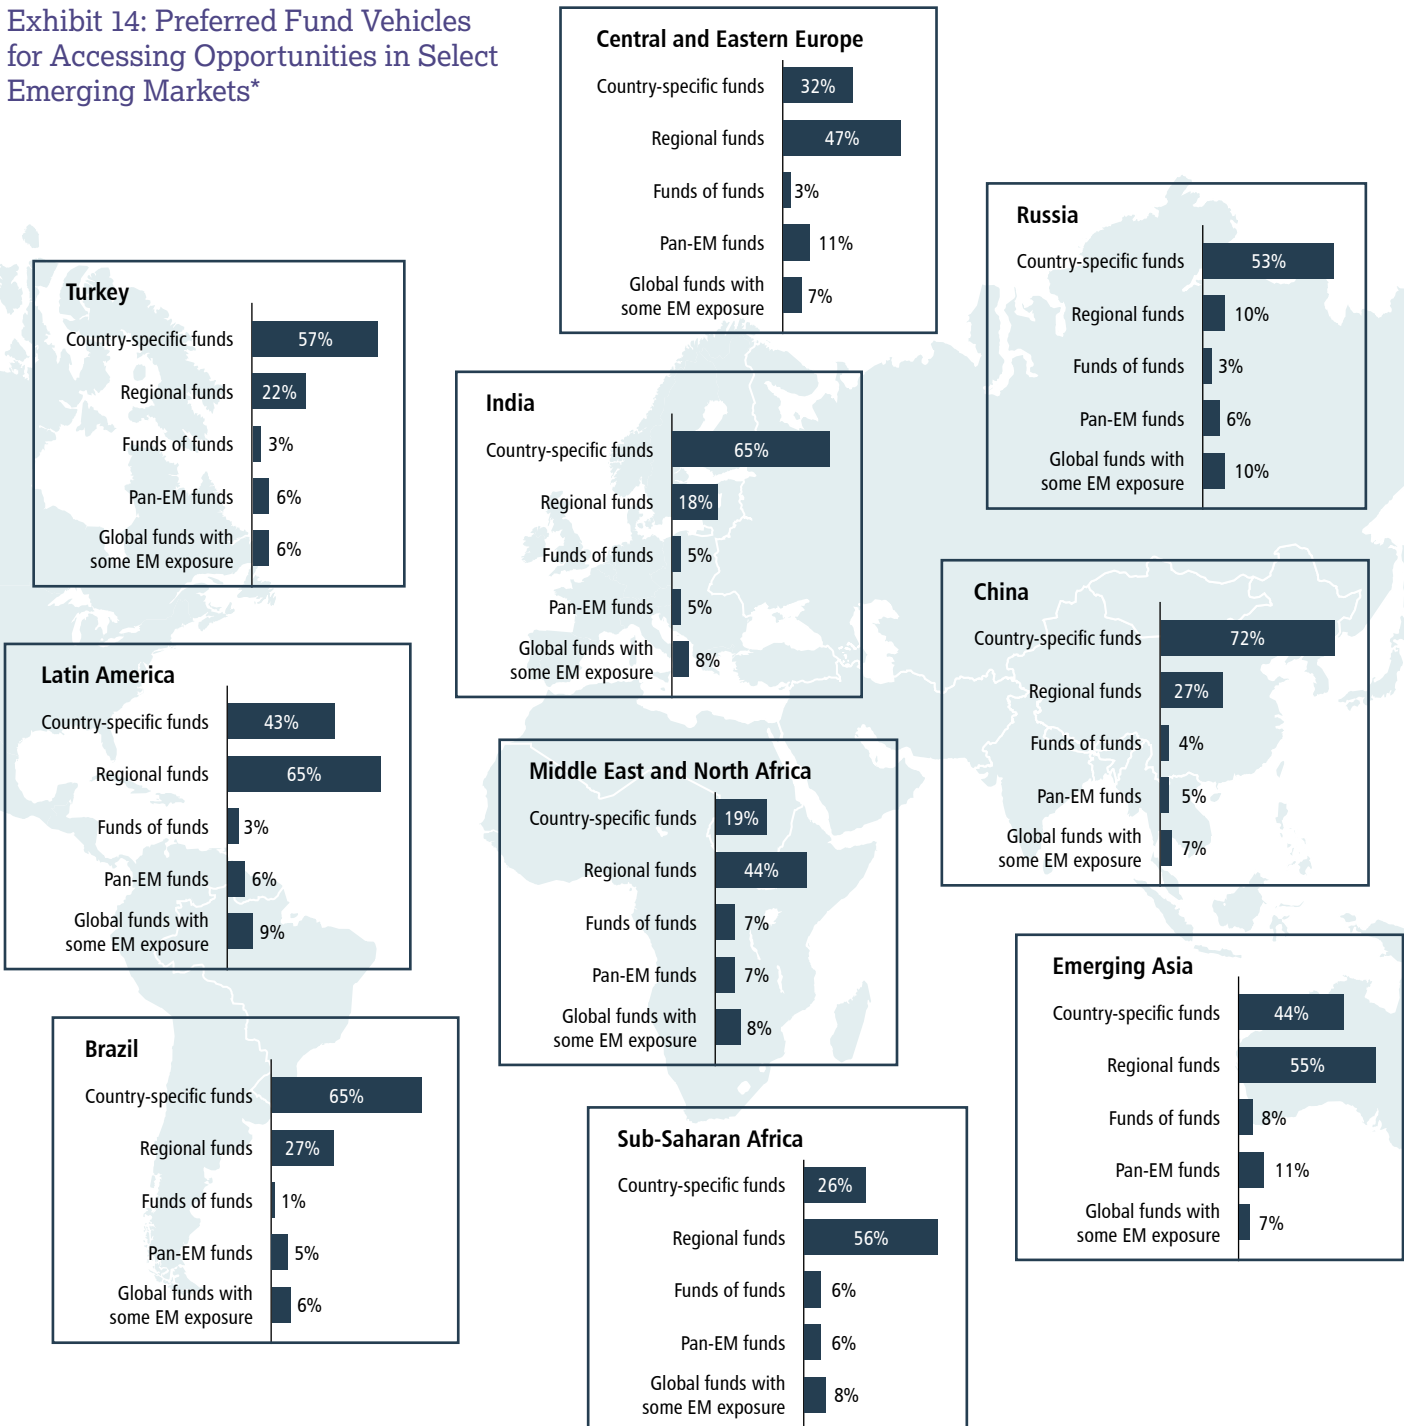 Exhibit 14: Preferred Fund Vehicles
for Accessing Opportunities in Select
Emerging Markets*
Central and Eastern Europe
Country-specific funds 32%
Regional funds 47%
Funds of funds 3%
Pan-EM funds 11%
Global funds with
some EM exposure 7%
Russia
Country-specific funds 53%
Regional funds 10%
Funds of funds 3%
Pan-EM funds 6%
Global funds with
some EM exposure 10%
Turkey
Country-specific funds 57%
Regional funds 22%
Funds of funds 3%
Pan-EM funds 6%
Global funds with
some EM exposure 6%
India
Country-specific funds 65%
Regional funds 18%
Funds of funds 5%
Pan-EM funds 5%
Global funds with
some EM exposure 8%
China
Country-specific funds 72%
Regional funds 27%
Funds of funds 4%
Pan-EM funds 5%
Global funds with
some EM exposure 7%
Latin America
Country-specific funds 43%
Regional funds 65%
Funds of funds 3%
Pan-EM funds 6%
Global funds with
some EM exposure 9%
Middle East and North Africa
Country-specific funds 19%
Regional funds 44%
Funds of funds 7%
Pan-EM funds 7%
Global funds with
some EM exposure 8%
Emerging Asia
Country-specific funds 44%
Regional funds 55%
Funds of funds 8%
Pan-EM funds 11%
Global funds with
some EM exposure 7%
Brazil
Country-specific funds 65%
Regional funds 27%
Funds of funds 1%
Pan-EM funds 5%
Global funds with
some EM exposure 6%
Sub-Saharan Africa
Country-specific funds 26%
Regional funds 56%
Funds of funds 6%
Pan-EM funds 6%
Global funds with
some EM exposure 8%